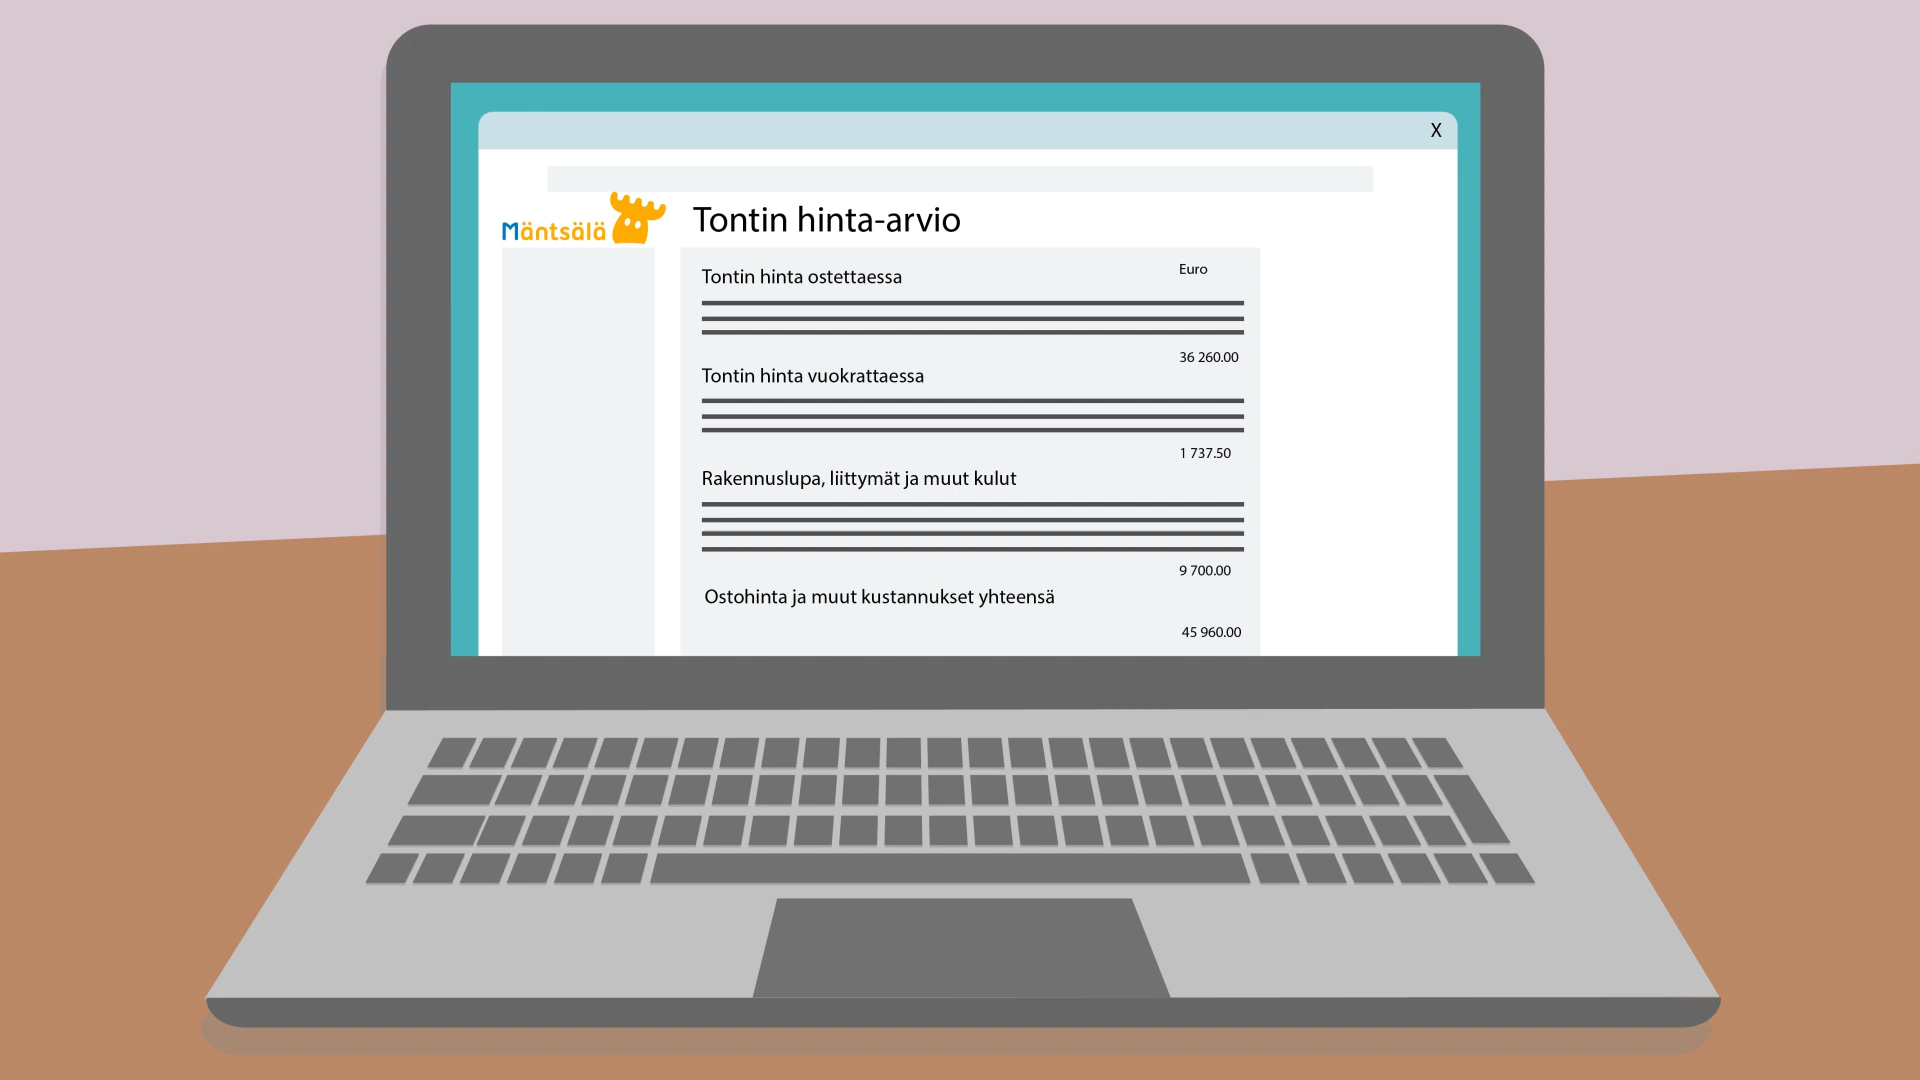 X
Mäntsälä
Tontin hinta-arvio
Tontin hinta ostettaessa
Euro
36 260.00
Tontin hinta vuokrattaessa
1 737.50
Rakennuslupa, liittymät ja muut kulut
9 700.00
Ostohinta ja muut kustannukset yhteensä
45 960.00